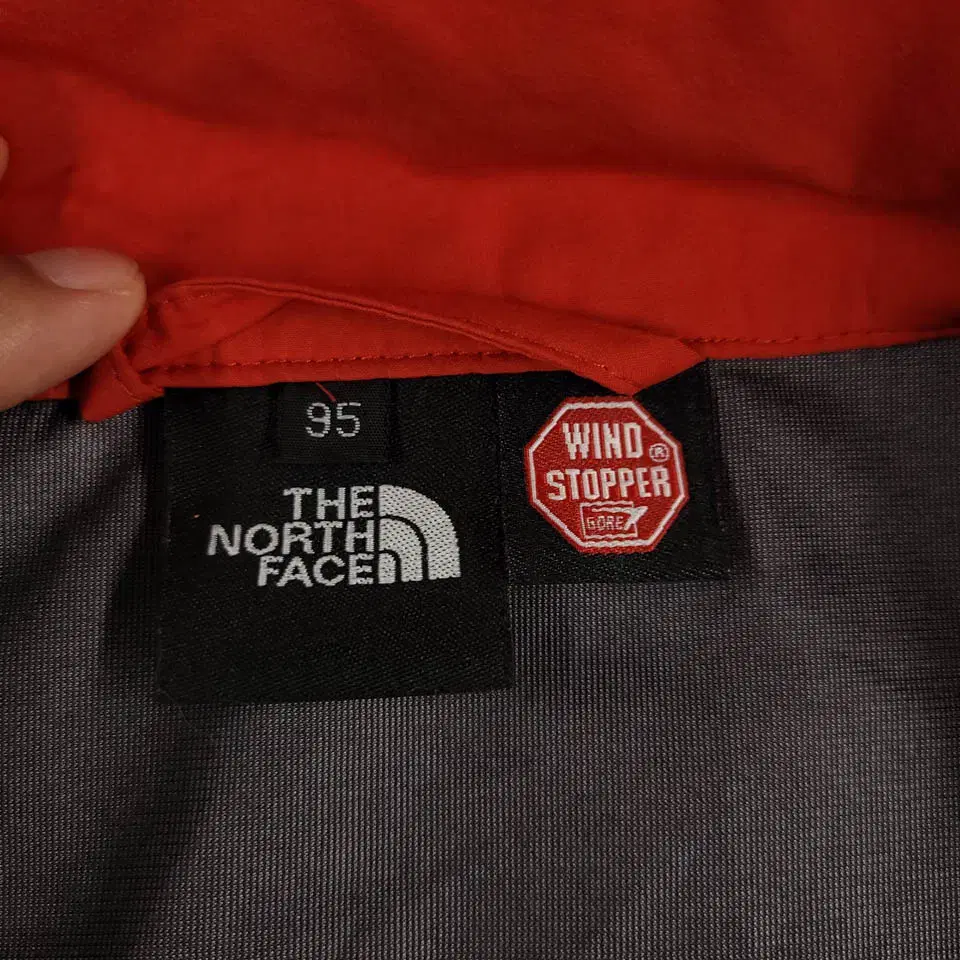 95
THE
NORTH
FACE
WIND
STOPPER®
GORE